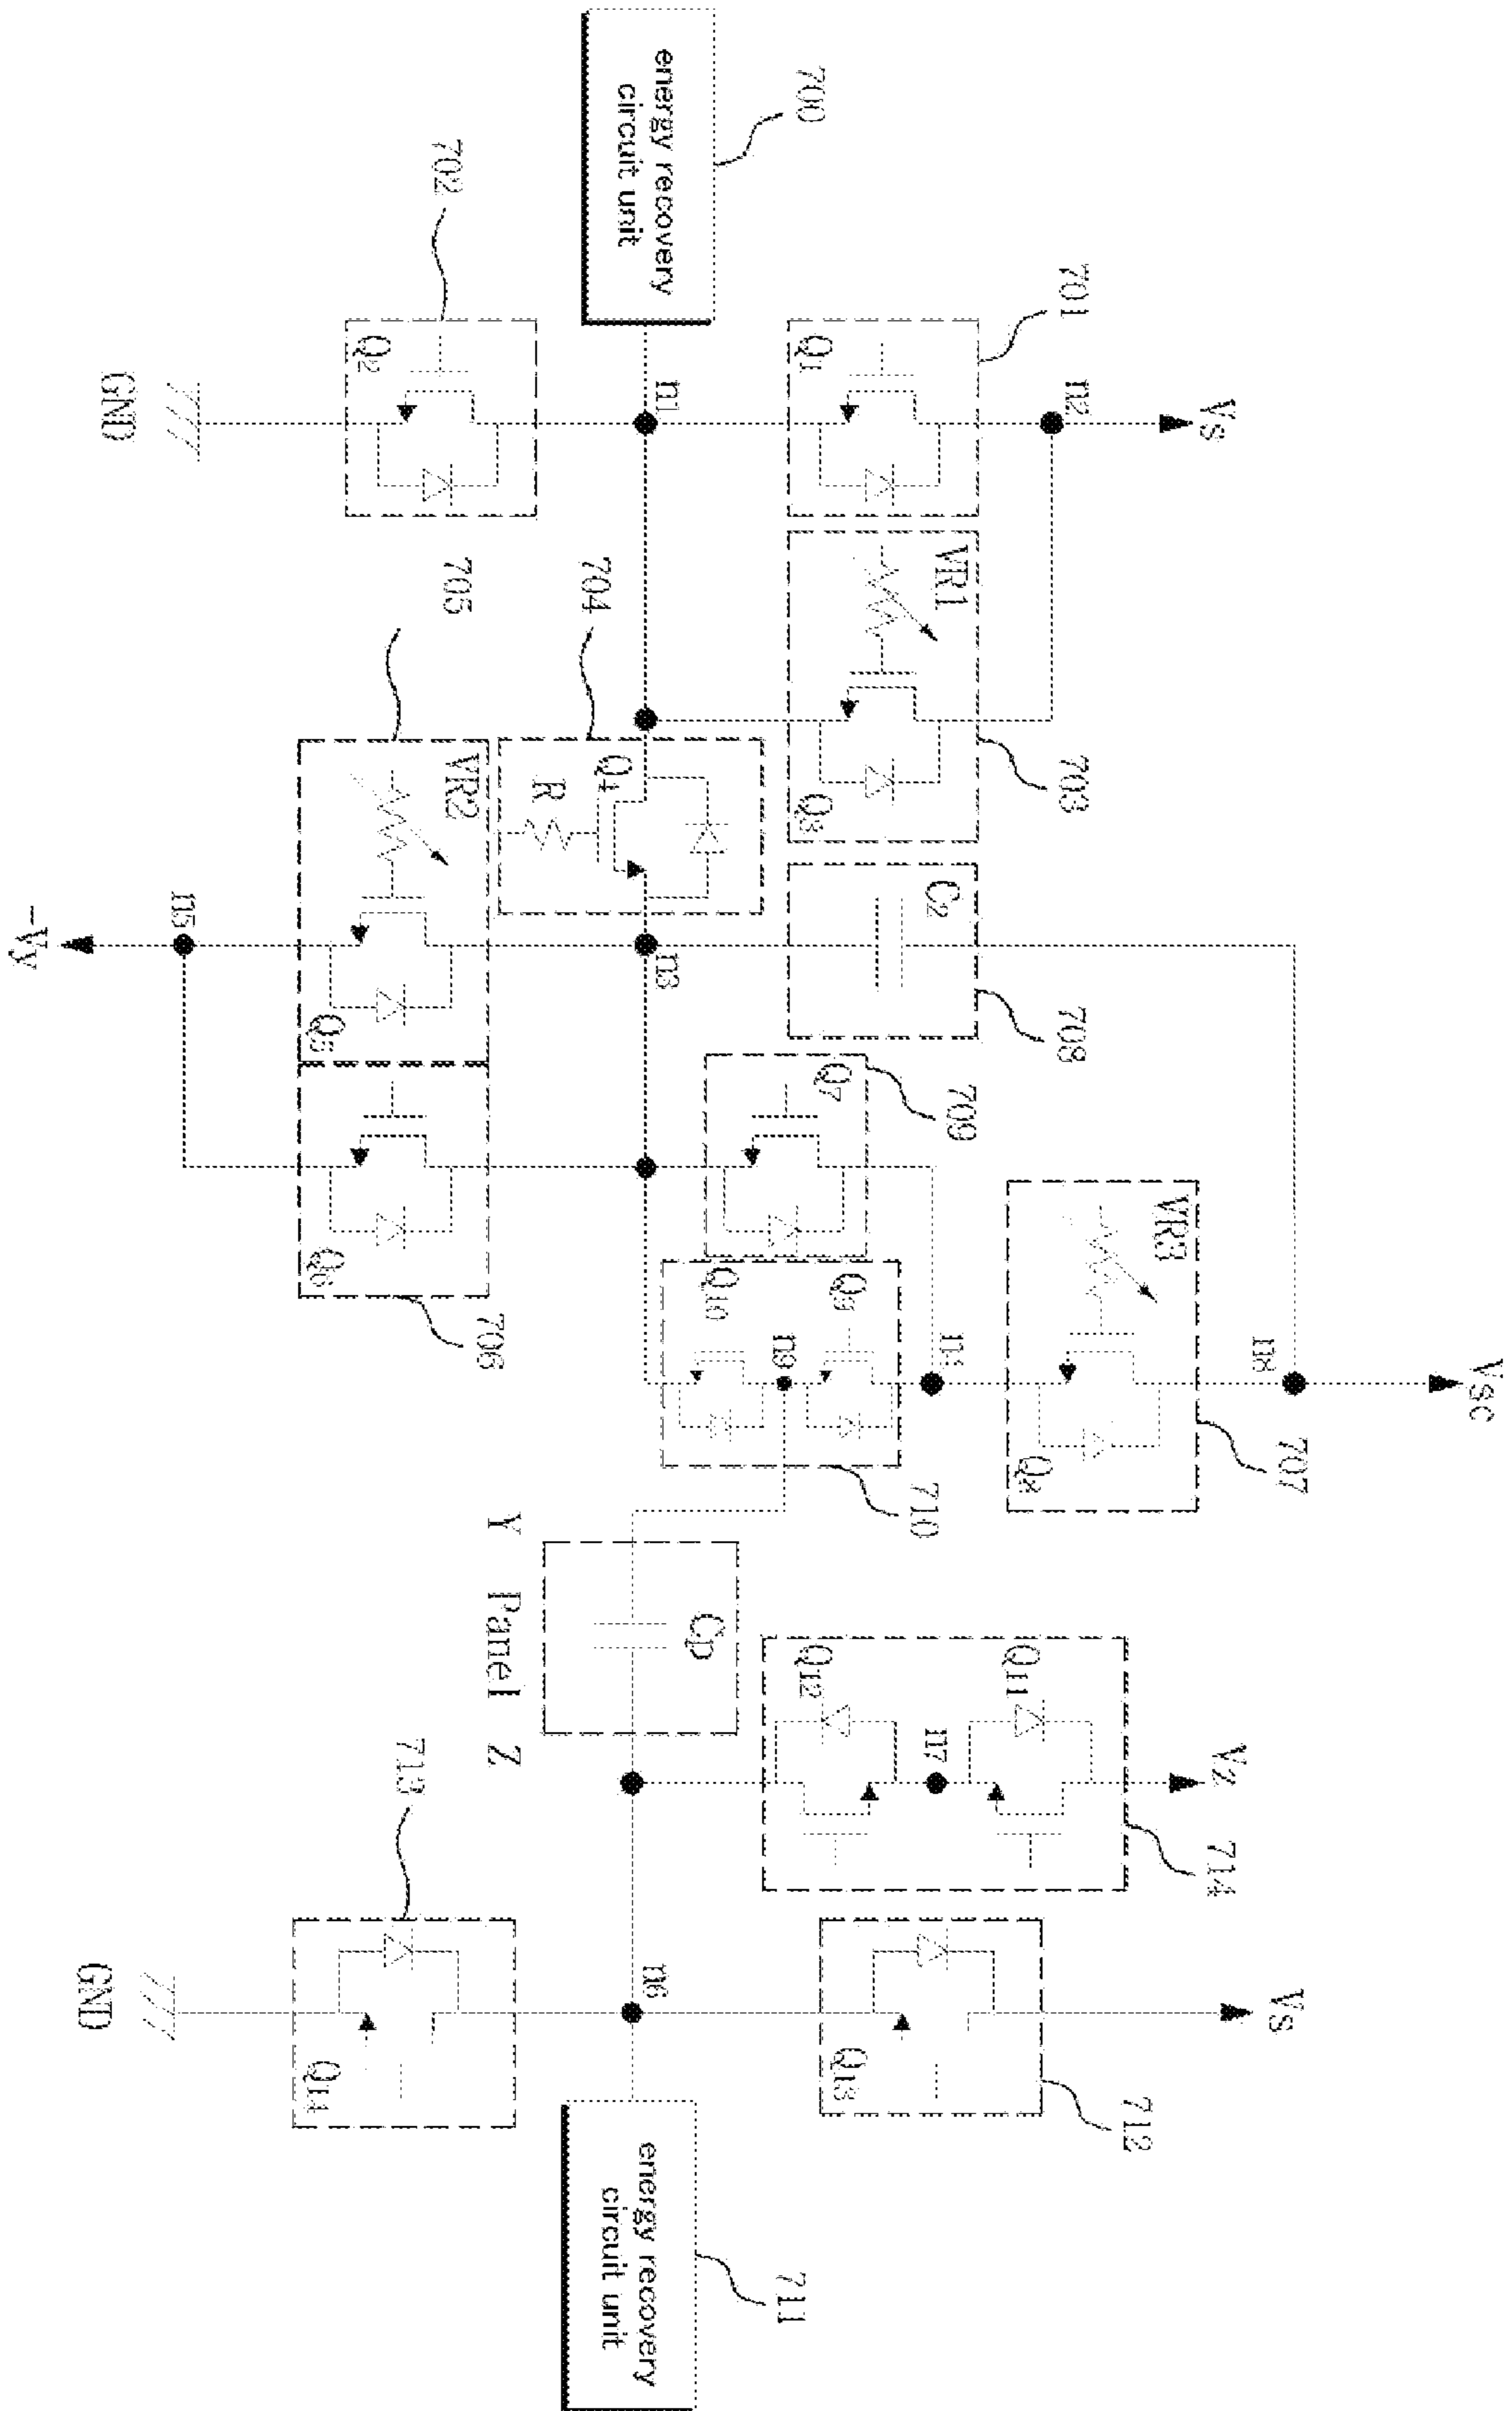 energy recovery
circuit unit
700
702
Q2
GND
n1
701
Q1
n2
Vs
VR1
Q3
703
704
Q4
R
705
VR2
Q5
n5
-Vy
n3
C2
708
Q6
706
Q7
709
Q10
Q9
n9
710
VR3
Q8
707
n8
Vsc
Y Panel Z
Cp
Q12
Q11
n7
Vz
714
713
Q14
GND
n6
Q13
712
Vs
energy recovery
circuit unit
711